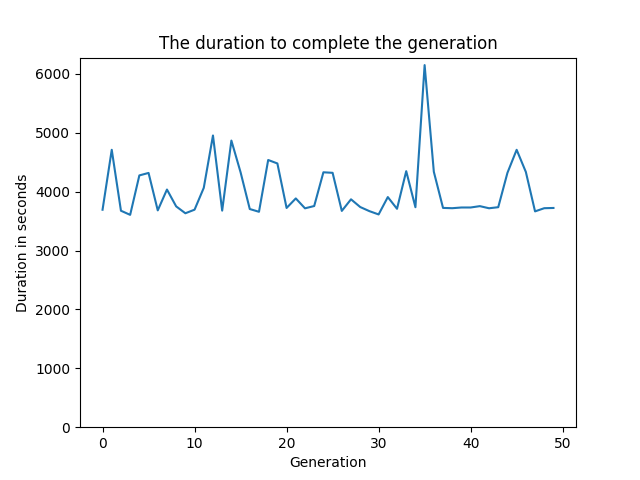 The duration to complete the generation
6000
5000
4000
3000
2000
1000
0
Duration in seconds
0 10 20 30 40 50
Generation